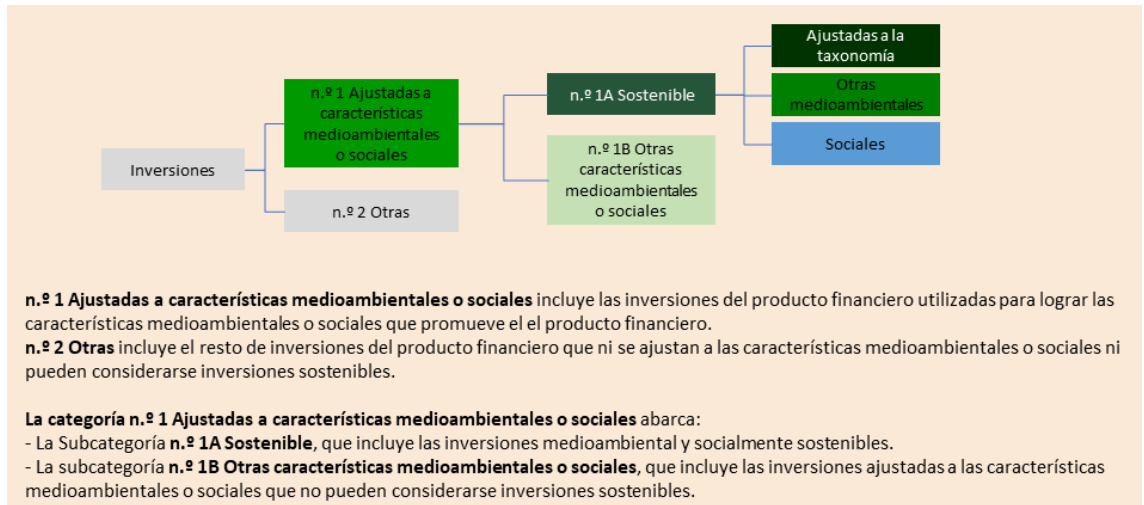 Ajustadas a la
taxonomía
n.º 1 Ajustadas a
características
medioambientales
o sociales
n.º 1A Sostenible
Otras
medioambientales
Sociales
Inversiones
n.º 1B Otras
características
medioambientales
o sociales
n.º 2 Otras
n.º 1 Ajustadas a características medioambientales o sociales incluye las inversiones del producto financiero utilizadas para lograr las
características medioambientales o sociales que promueve el el producto financiero.
n.º 2 Otras incluye el resto de inversiones del producto financiero que ni se ajustan a las características medioambientales o sociales ni
pueden considerarse inversiones sostenibles.
La categoría n.º 1 Ajustadas a características medioambientales o sociales abarca:
- La Subcategoría n.º 1A Sostenible, que incluye las inversiones medioambiental y socialmente sostenibles.
- La subcategoría n.º 1B Otras características medioambientales o sociales, que incluye las inversiones ajustadas a las características
medioambientales o sociales que no pueden considerarse inversiones sostenibles.